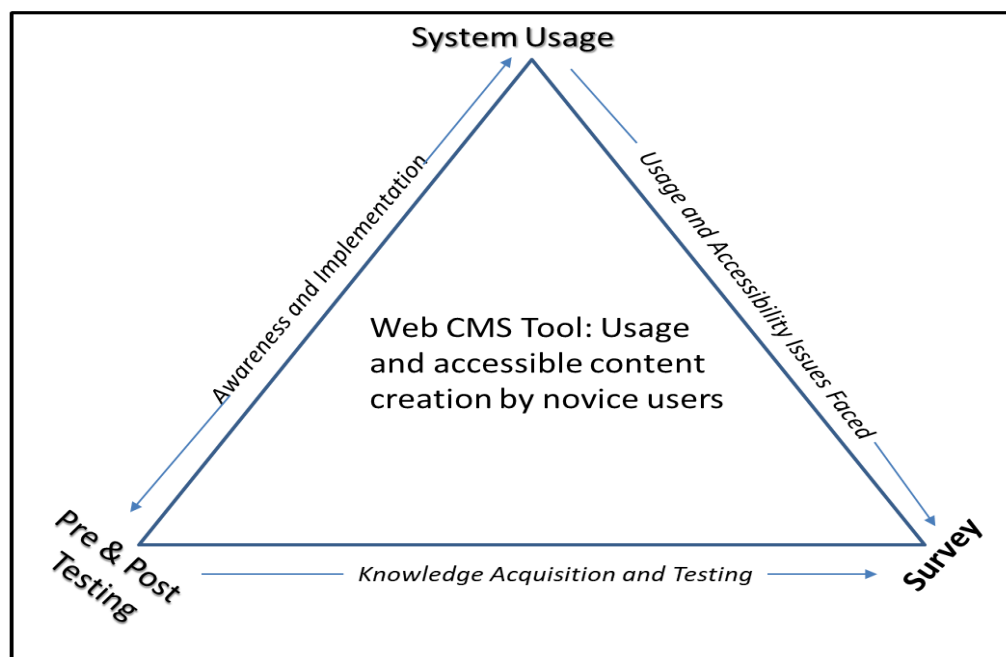 System Usage
Awareness and Implementation
Usage and Accessibility Issues Faced
Web CMS Tool: Usage
and accessible content
creation by novice users
Pre & Post
Testing
Knowledge Acquisition and Testing
Survey